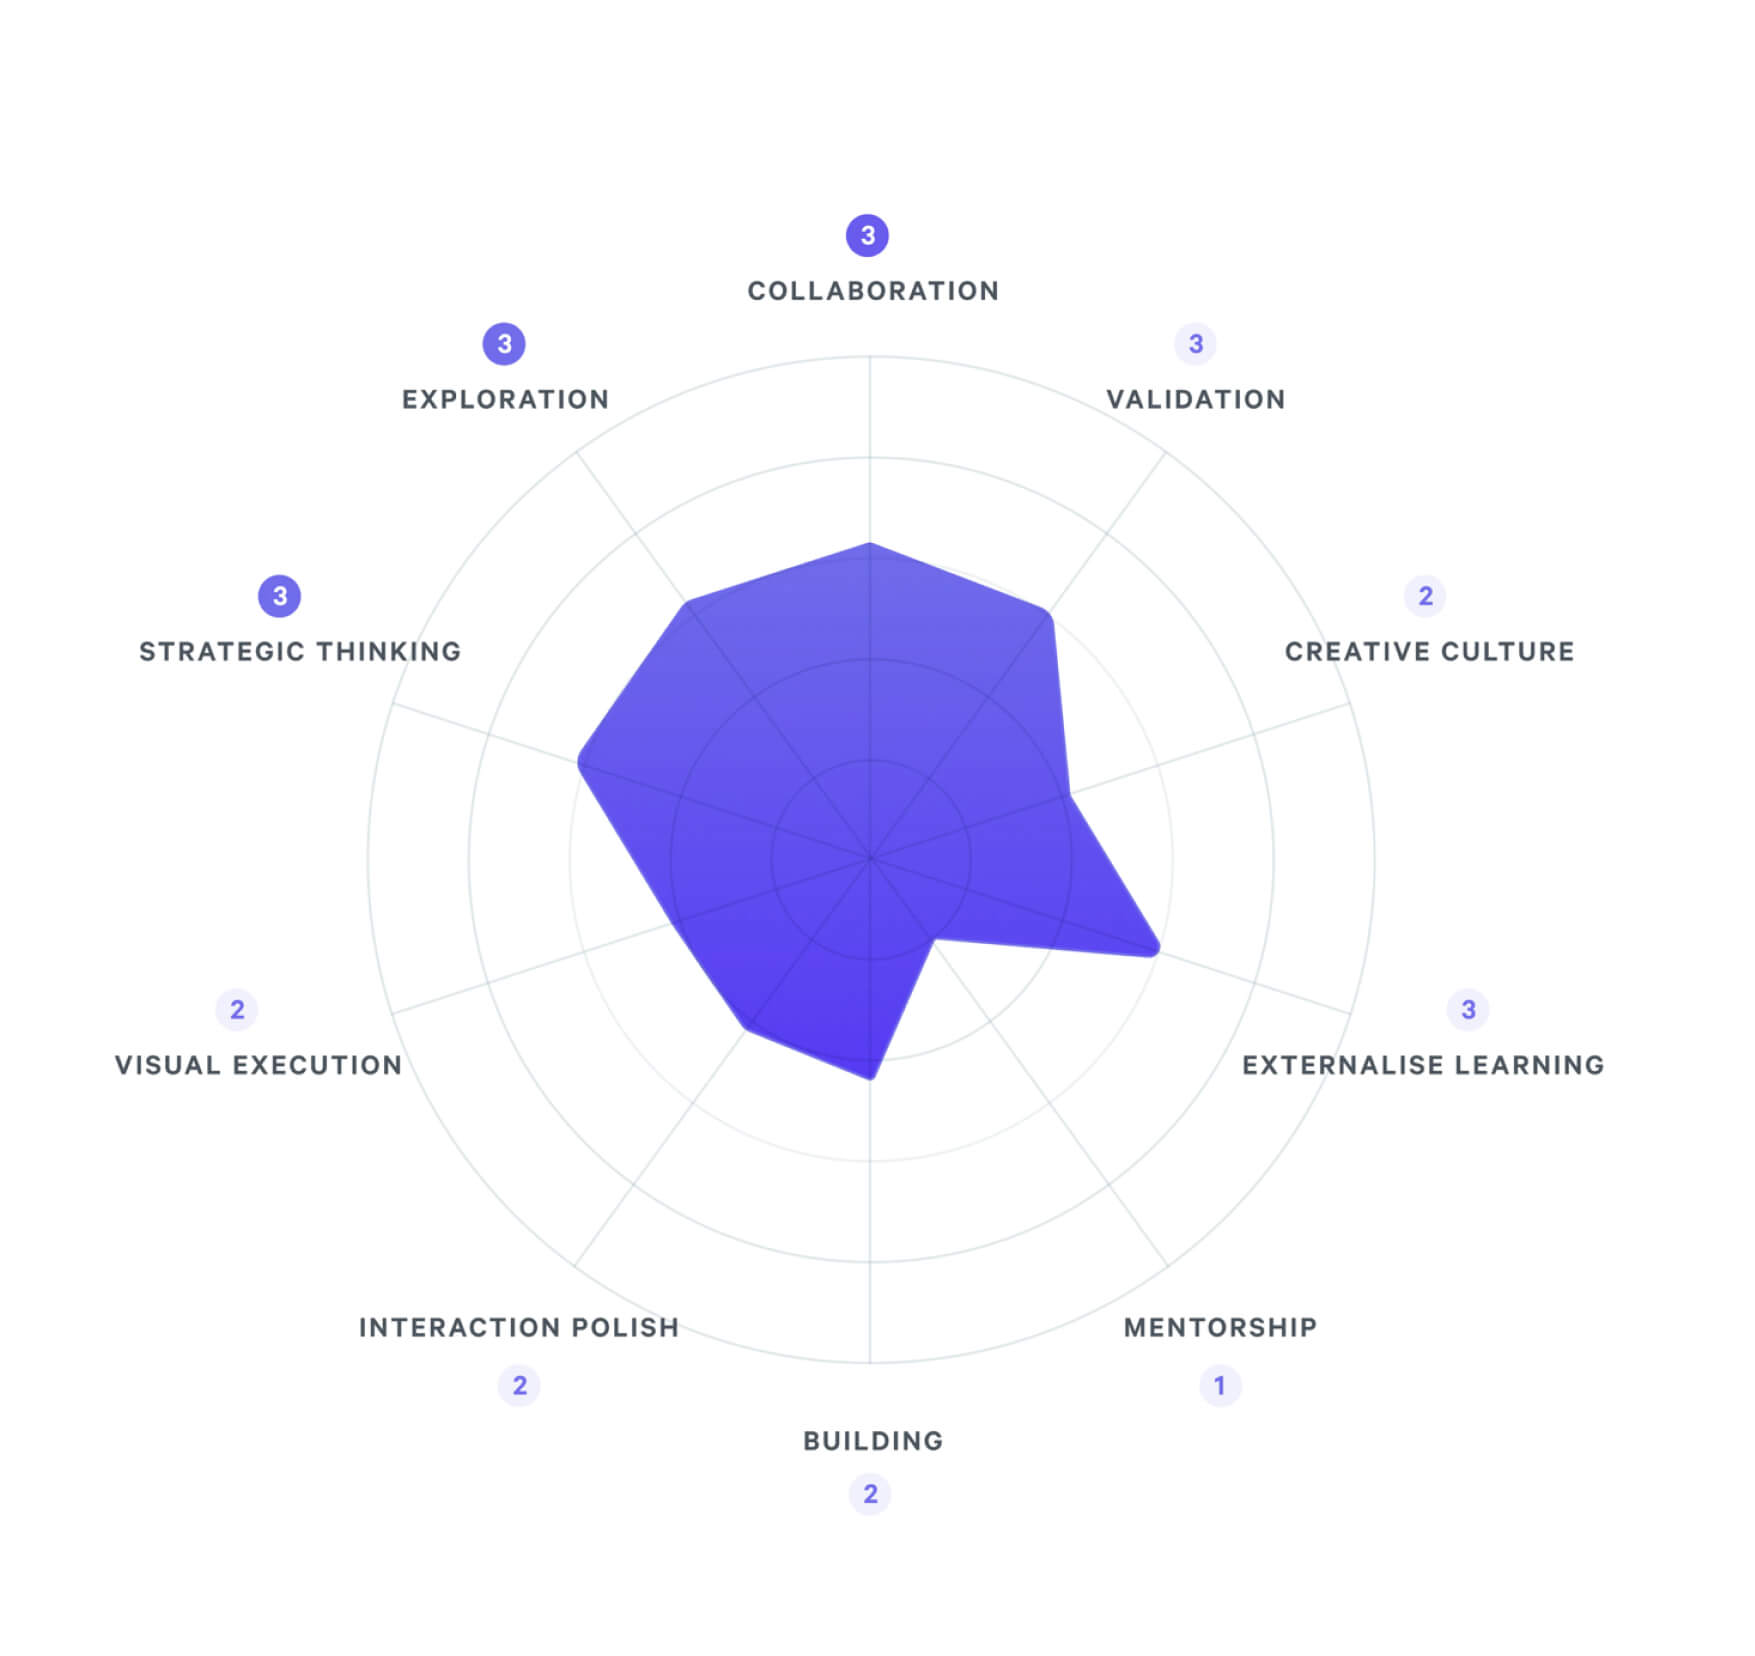 3
COLLABORATION
3
EXPLORATION
3
VALIDATION
3
STRATEGIC THINKING
2
CREATIVE CULTURE
2
VISUAL EXECUTION
3
EXTERNALISE LEARNING
INTERACTION POLISH
2
MENTORSHIP
1
BUILDING
2